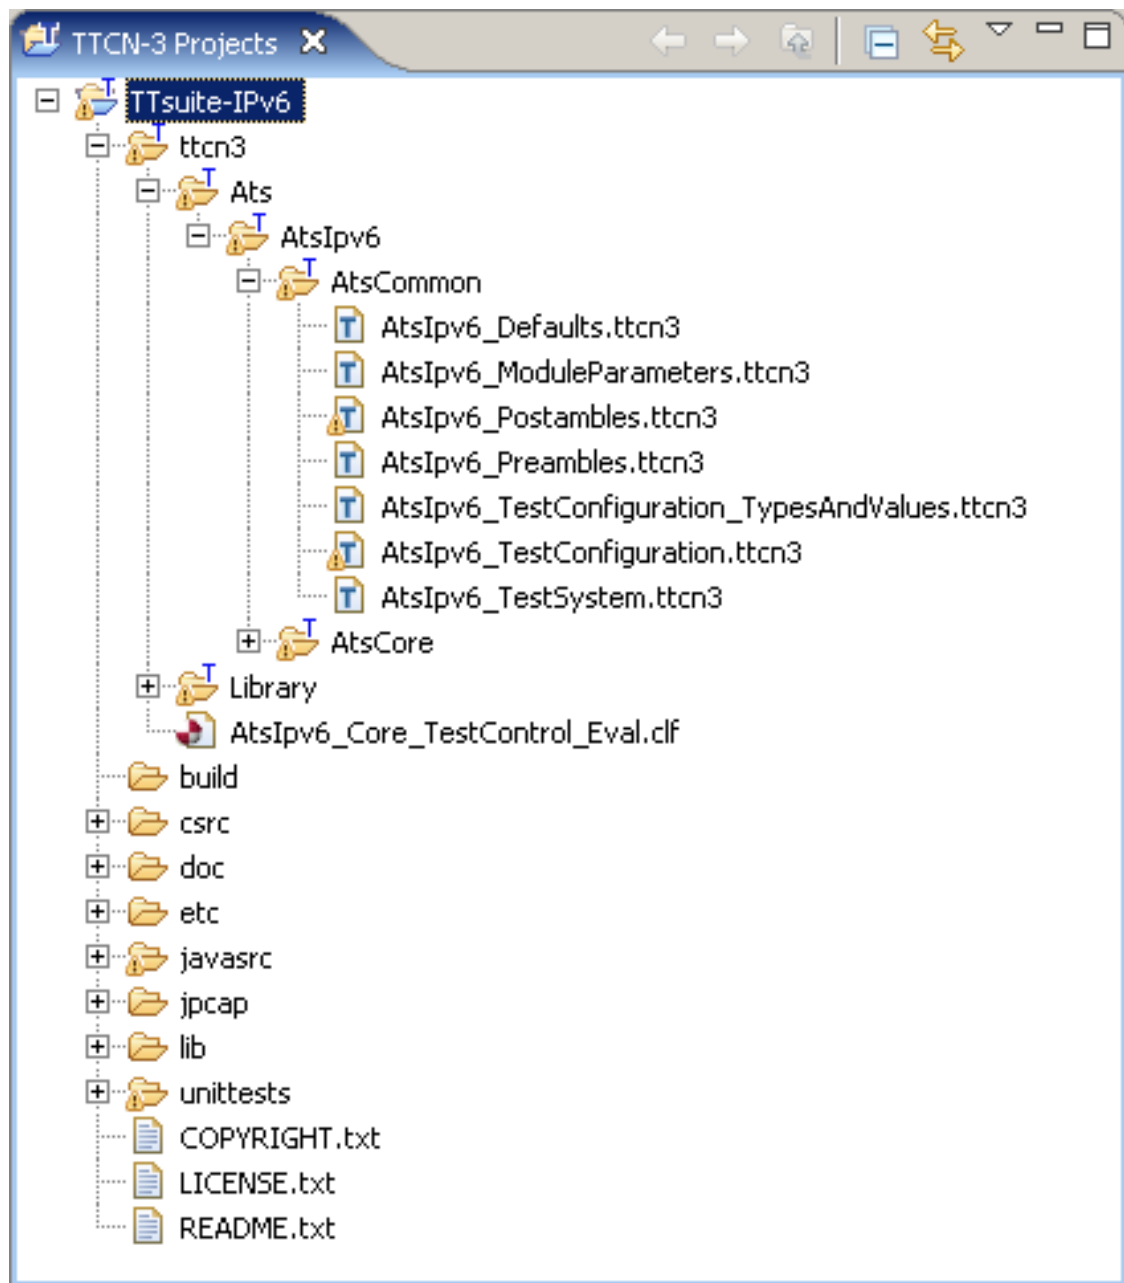 TTCN-3 Projects
TTsuite-IPv6
ttcn3
Ats
AtsIpv6
AtsCommon
AtsIpv6_Defaults.ttcn3
AtsIpv6_ModuleParameters.ttcn3
AtsIpv6_Postambles.ttcn3
AtsIpv6_Preambles.ttcn3
AtsIpv6_TestConfiguration_TypesAndValues.ttcn3
AtsIpv6_TestConfiguration.ttcn3
AtsIpv6_TestSystem.ttcn3
AtsCore
Library
AtsIpv6_Core_TestControl_Eval.clf
build
csrc
doc
etc
javasrc
jpcap
lib
unittests
COPYRIGHT.txt
LICENSE.txt
README.txt